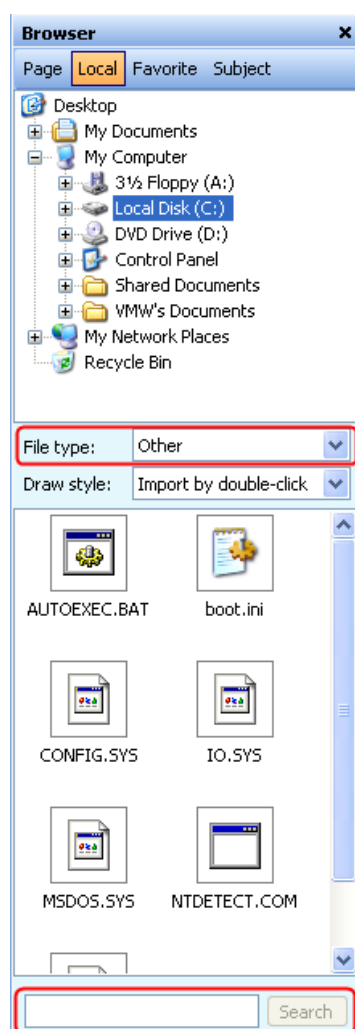 Browser
Page Local Favorite Subject
Desktop
My Documents
My Computer
3½ Floppy (A:)
Local Disk (C:)
DVD Drive (D:)
Control Panel
Shared Documents
VMW's Documents
My Network Places
Recycle Bin
File type: Other
Draw style: Import by double-click
AUTOEXEC.BAT boot.ini
CONFIG.SYS IO.SYS
MSDOS.SYS NTDETECT.COM
Search